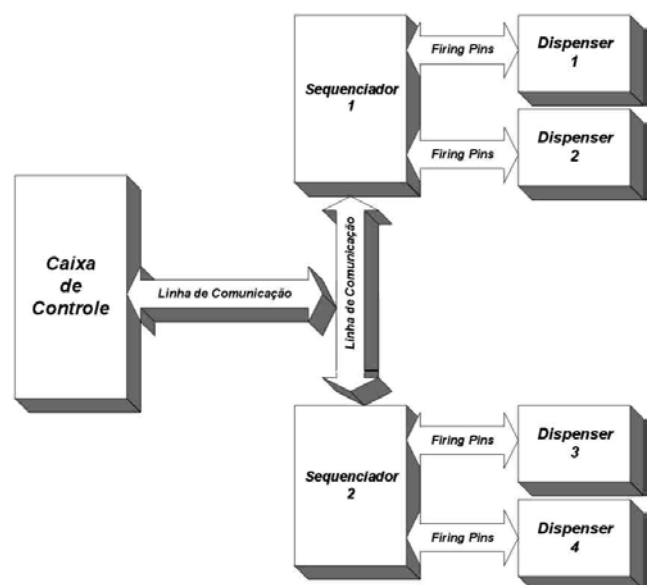 Sequenciador
1
Firing Pins
Dispenser
1
Firing Pins
Dispenser
2
Caixa
de
Controle
Linha de Comunicação
Linha de Comunicação
Sequenciador
2
Firing Pins
Dispenser
3
Firing Pins
Dispenser
4